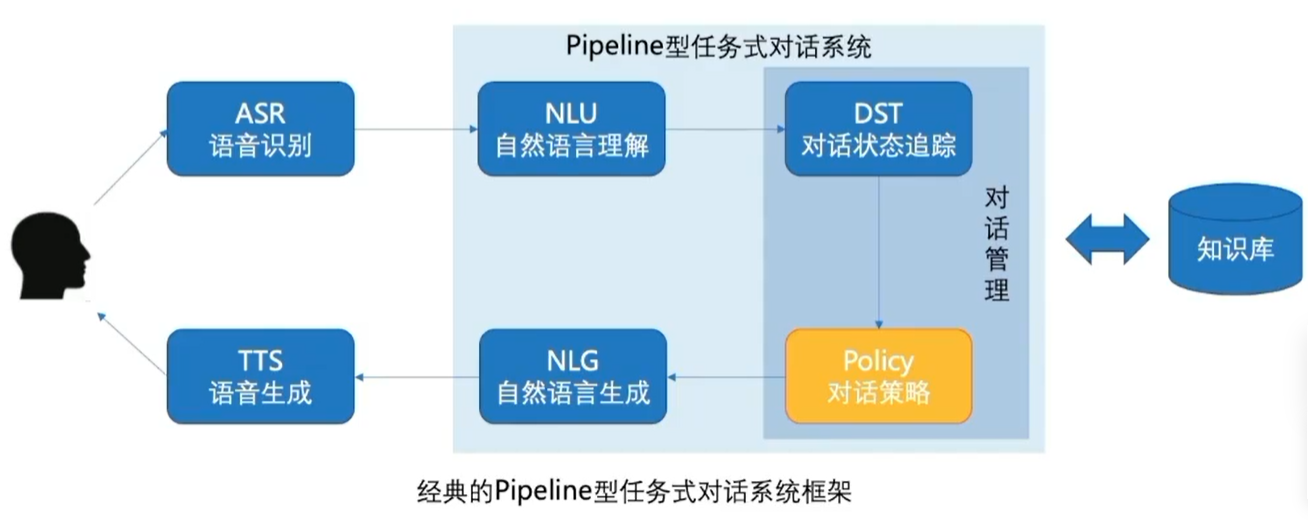 Pipeline型任务式对话系统
ASR
语音识别
NLU
自然语言理解
DST
对话状态追踪
对话管理
知识库
TTS
语音生成
NLG
自然语言生成
Policy
对话策略
经典的Pipeline型任务式对话系统框架